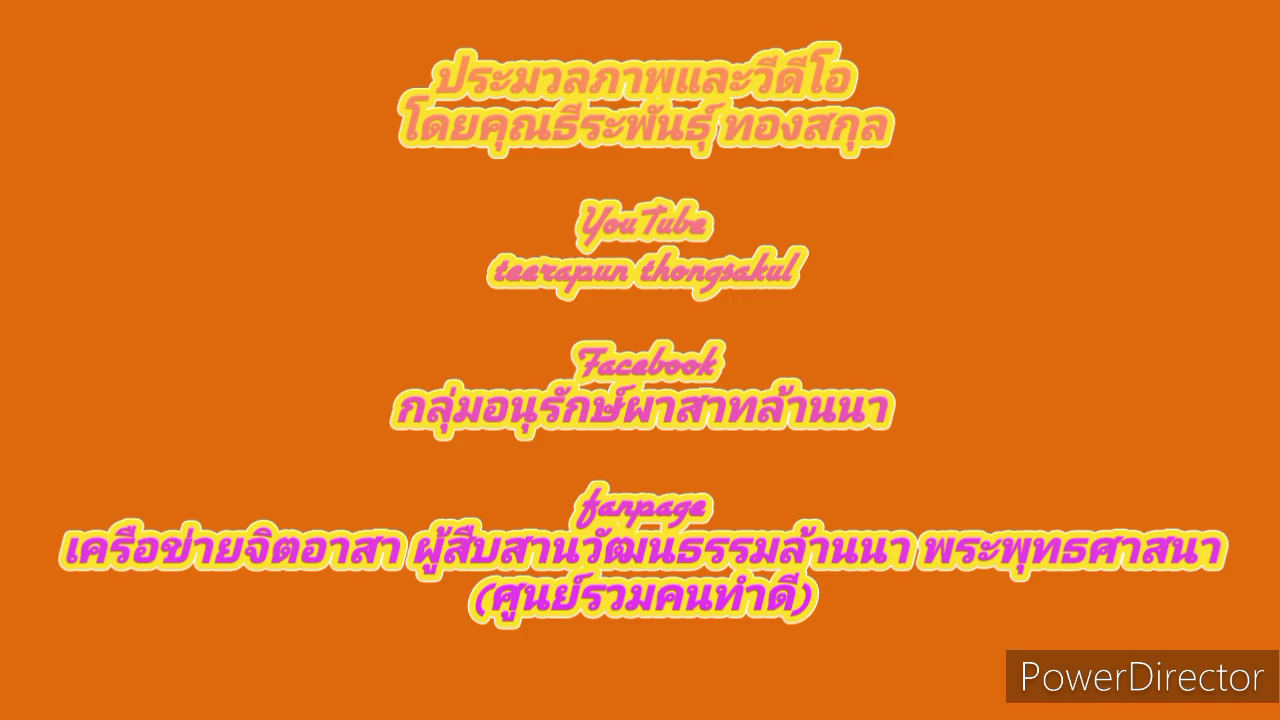 ประมวลภาพและวีดีโอ
โดยคุณธีระพันธุ์ ทองสกุล
YouTube
teerapun thongsakul
Facebook
กลุ่มอนุรักษ์ผาสาทล้านนา
fanpage
เครือข่ายจิตอาสา ผู้สืบสานวัฒนธรรมล้านนา พระพุทธศาสนา
(ศูนย์รวมคนทำดี)
PowerDirector